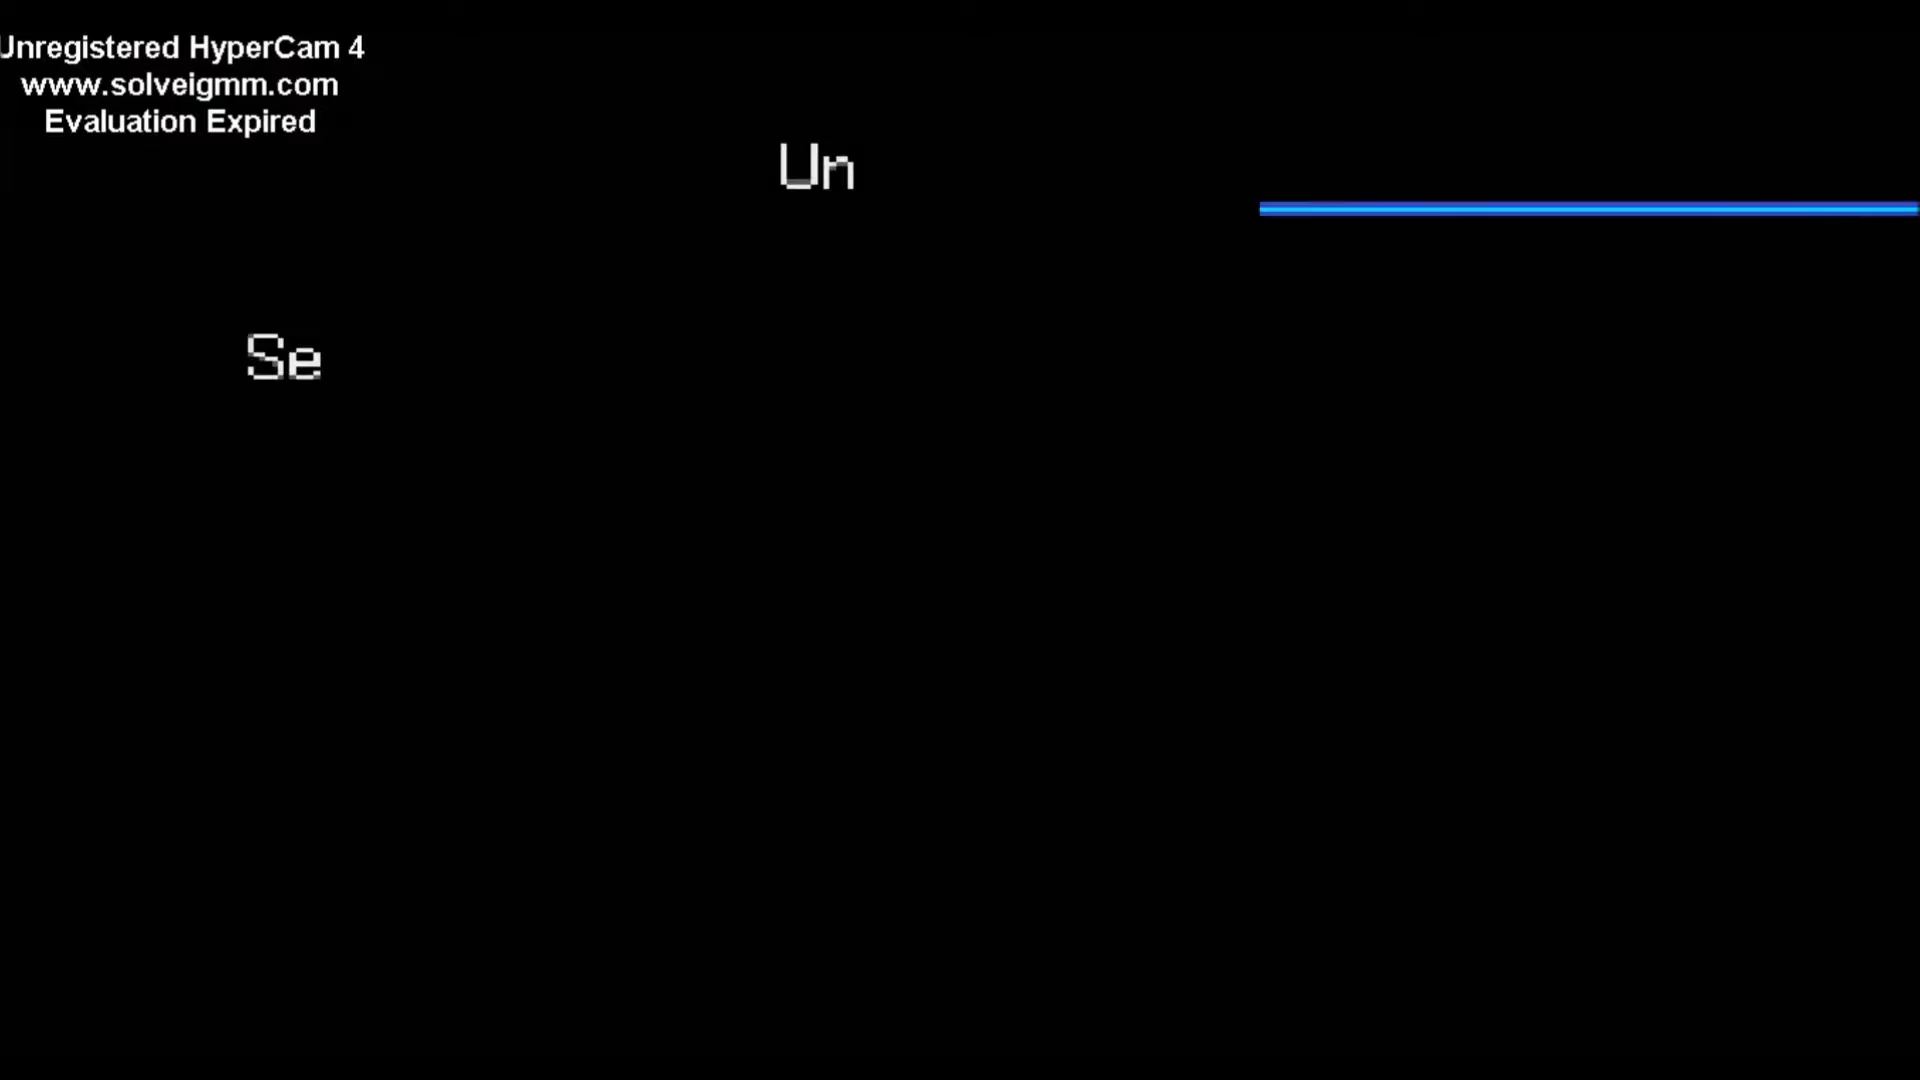 Unregistered HyperCam 4
www.solveigmm.com
Evaluation Expired
Un
Se